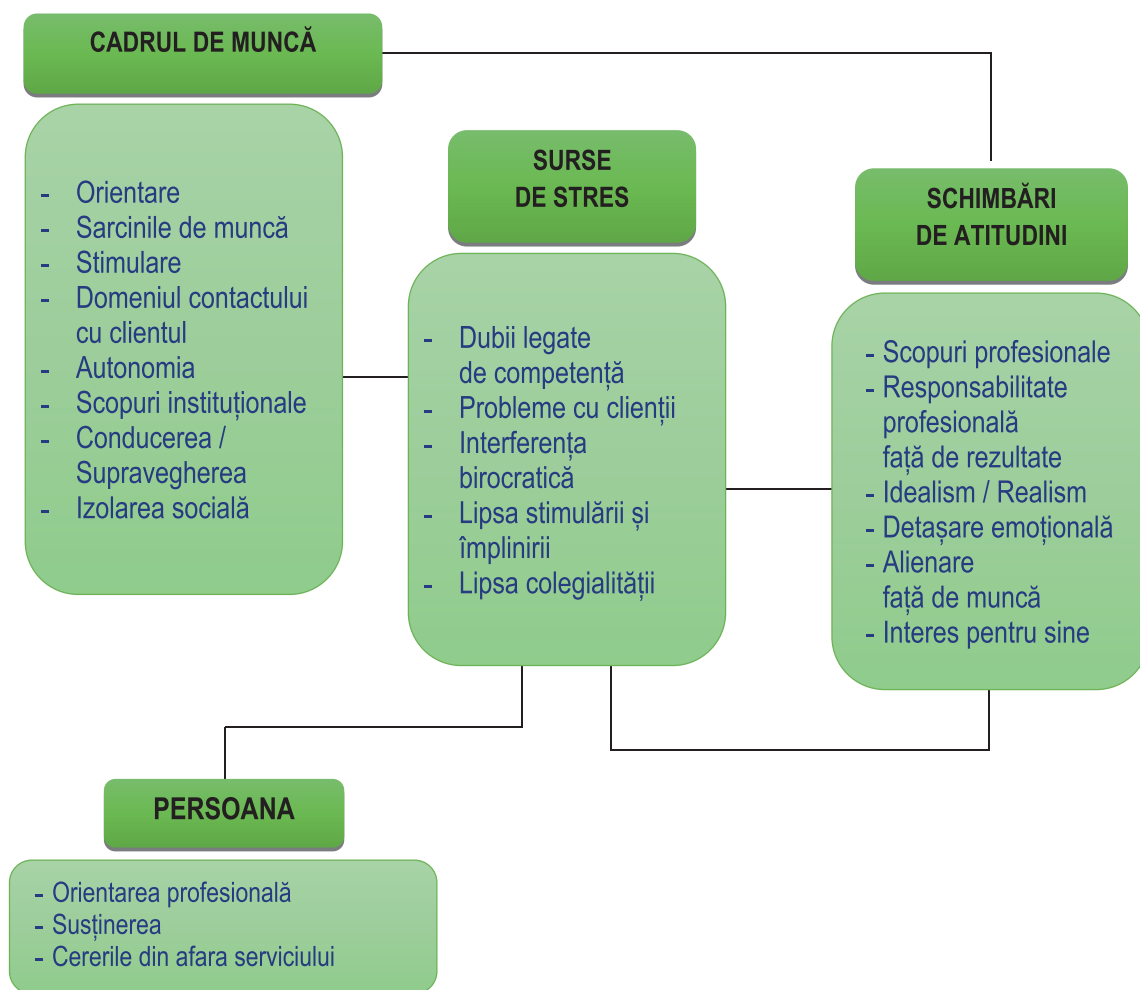 CADRUL DE MUNCĂ
- Orientare
- Sarcinile de muncă
- Stimulare
- Domeniul contactului
cu clientul
- Autonomia
- Scopuri instituționale
- Conducerea /
Supravegherea
- Izolarea socială
SURSE
DE STRES
- Dubii legate
de competență
- Probleme cu clienții
- Interferența
birocratică
- Lipsa stimulării și
împlinirii
- Lipsa colegialității
SCHIMBĂRI
DE ATITUDINI
- Scopuri profesionale
- Responsabilitate
profesională
față de rezultate
- Idealism / Realism
- Detașare emoțională
- Alienare
față de muncă
- Interes pentru sine
PERSOANA
- Orientarea profesională
- Susținerea
- Cererile din afara serviciului